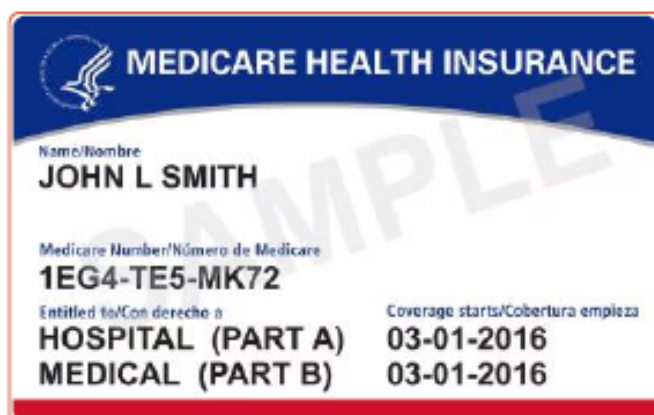 MEDICARE HEALTH INSURANCE
SAMPLE
Name/Nombre
JOHN L SMITH
Medicare Number/Número de Medicare
1EG4-TE5-MK72
Entitled to/Con derecho a Coverage starts/Cobertura empieza
HOSPITAL (PART A) 03-01-2016
MEDICAL (PART B) 03-01-2016